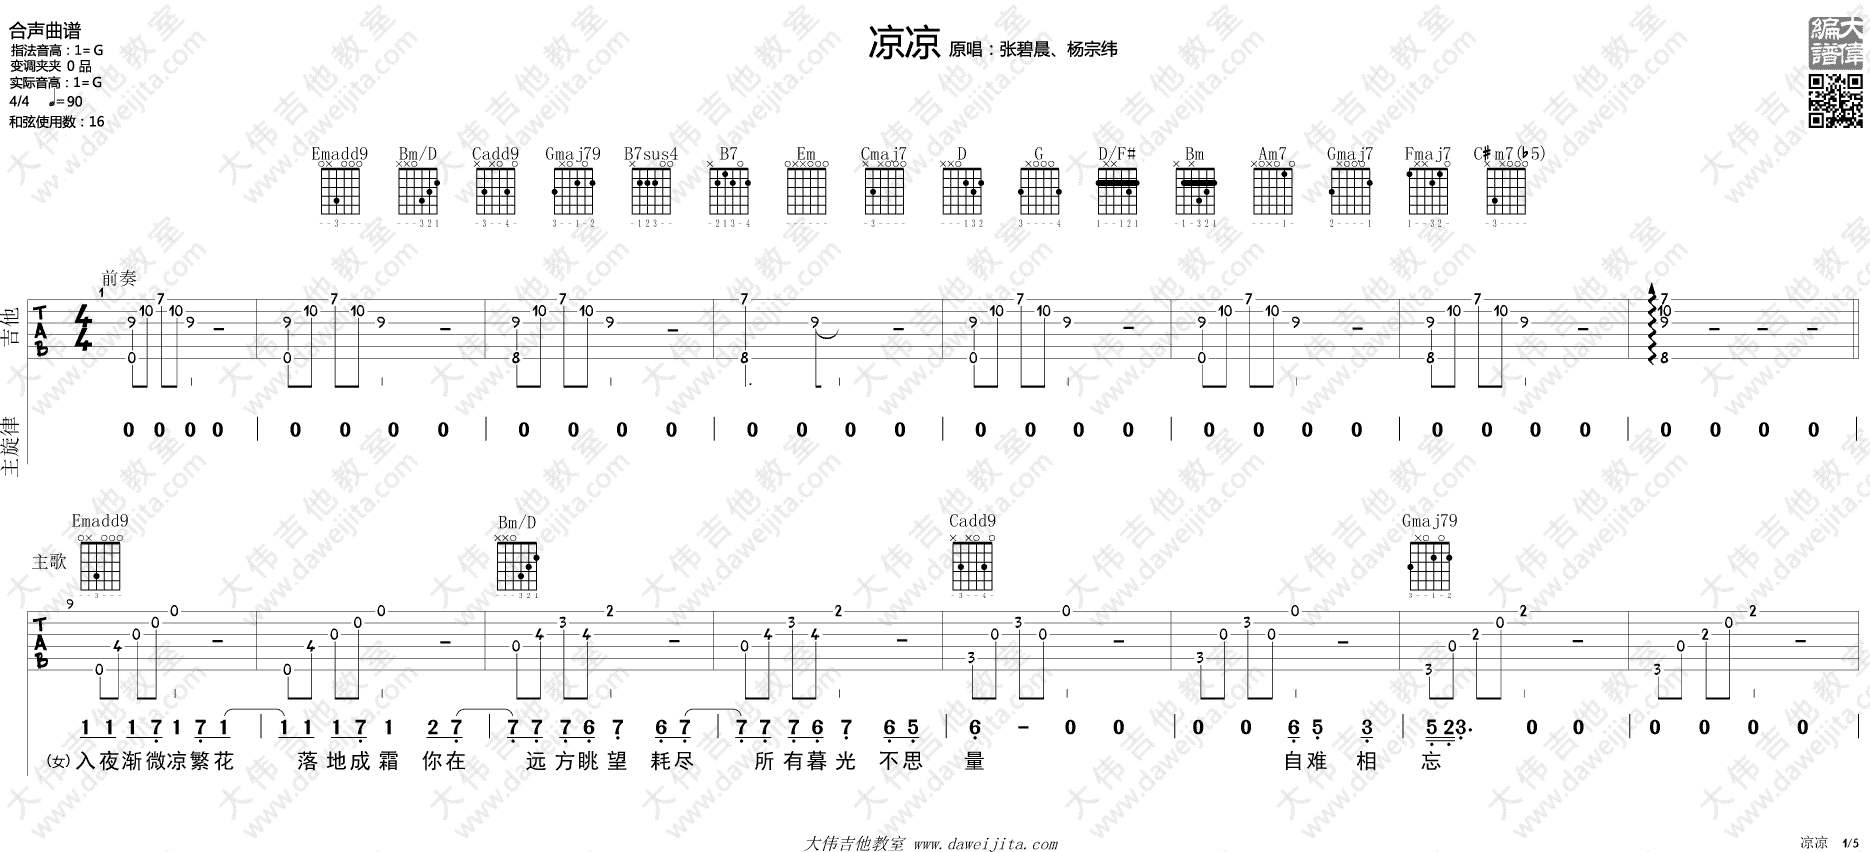 合声曲谱
指法音高：1=G
变调夹夹 0 品
实际音高：1=G
4/4 ♩=90
和弦使用数：16
凉凉 原唱：张碧晨、杨宗纬
大偉
編譜
Emadd9 Bm/D Cadd9 Gmaj79 B7sus4 B7 Em Cmaj7 D G D/F# Bm Am7 Gmaj7 Fmaj7 C#m7(b5)
前奏
吉他
主旋律
0 0 0 0 | 0 0 0 0 | 0 0 0 0 | 0 0 0 0 | 0 0 0 0 | 0 0 0 0 | 0 0 0 0 | 0 0 0 0
Emadd9 Bm/D Cadd9 Gmaj79
主歌
9
1 1 1 7 1 7 1 | 1 1 1 7 1 2 7 | 7 7 7 6 7 6 7 | 7 7 7 6 7 6 5 | 6 - 0 0 | 0 0 6 5 3 | 5 2 3. 0 0 | 0 0 0 0
(女)入夜渐微凉繁花 落地成霜 你在 远方眺望 耗尽 所有暮光 不思 量 自难 相 忘
大伟吉他教室 www.daweijita.com
凉凉 1/5